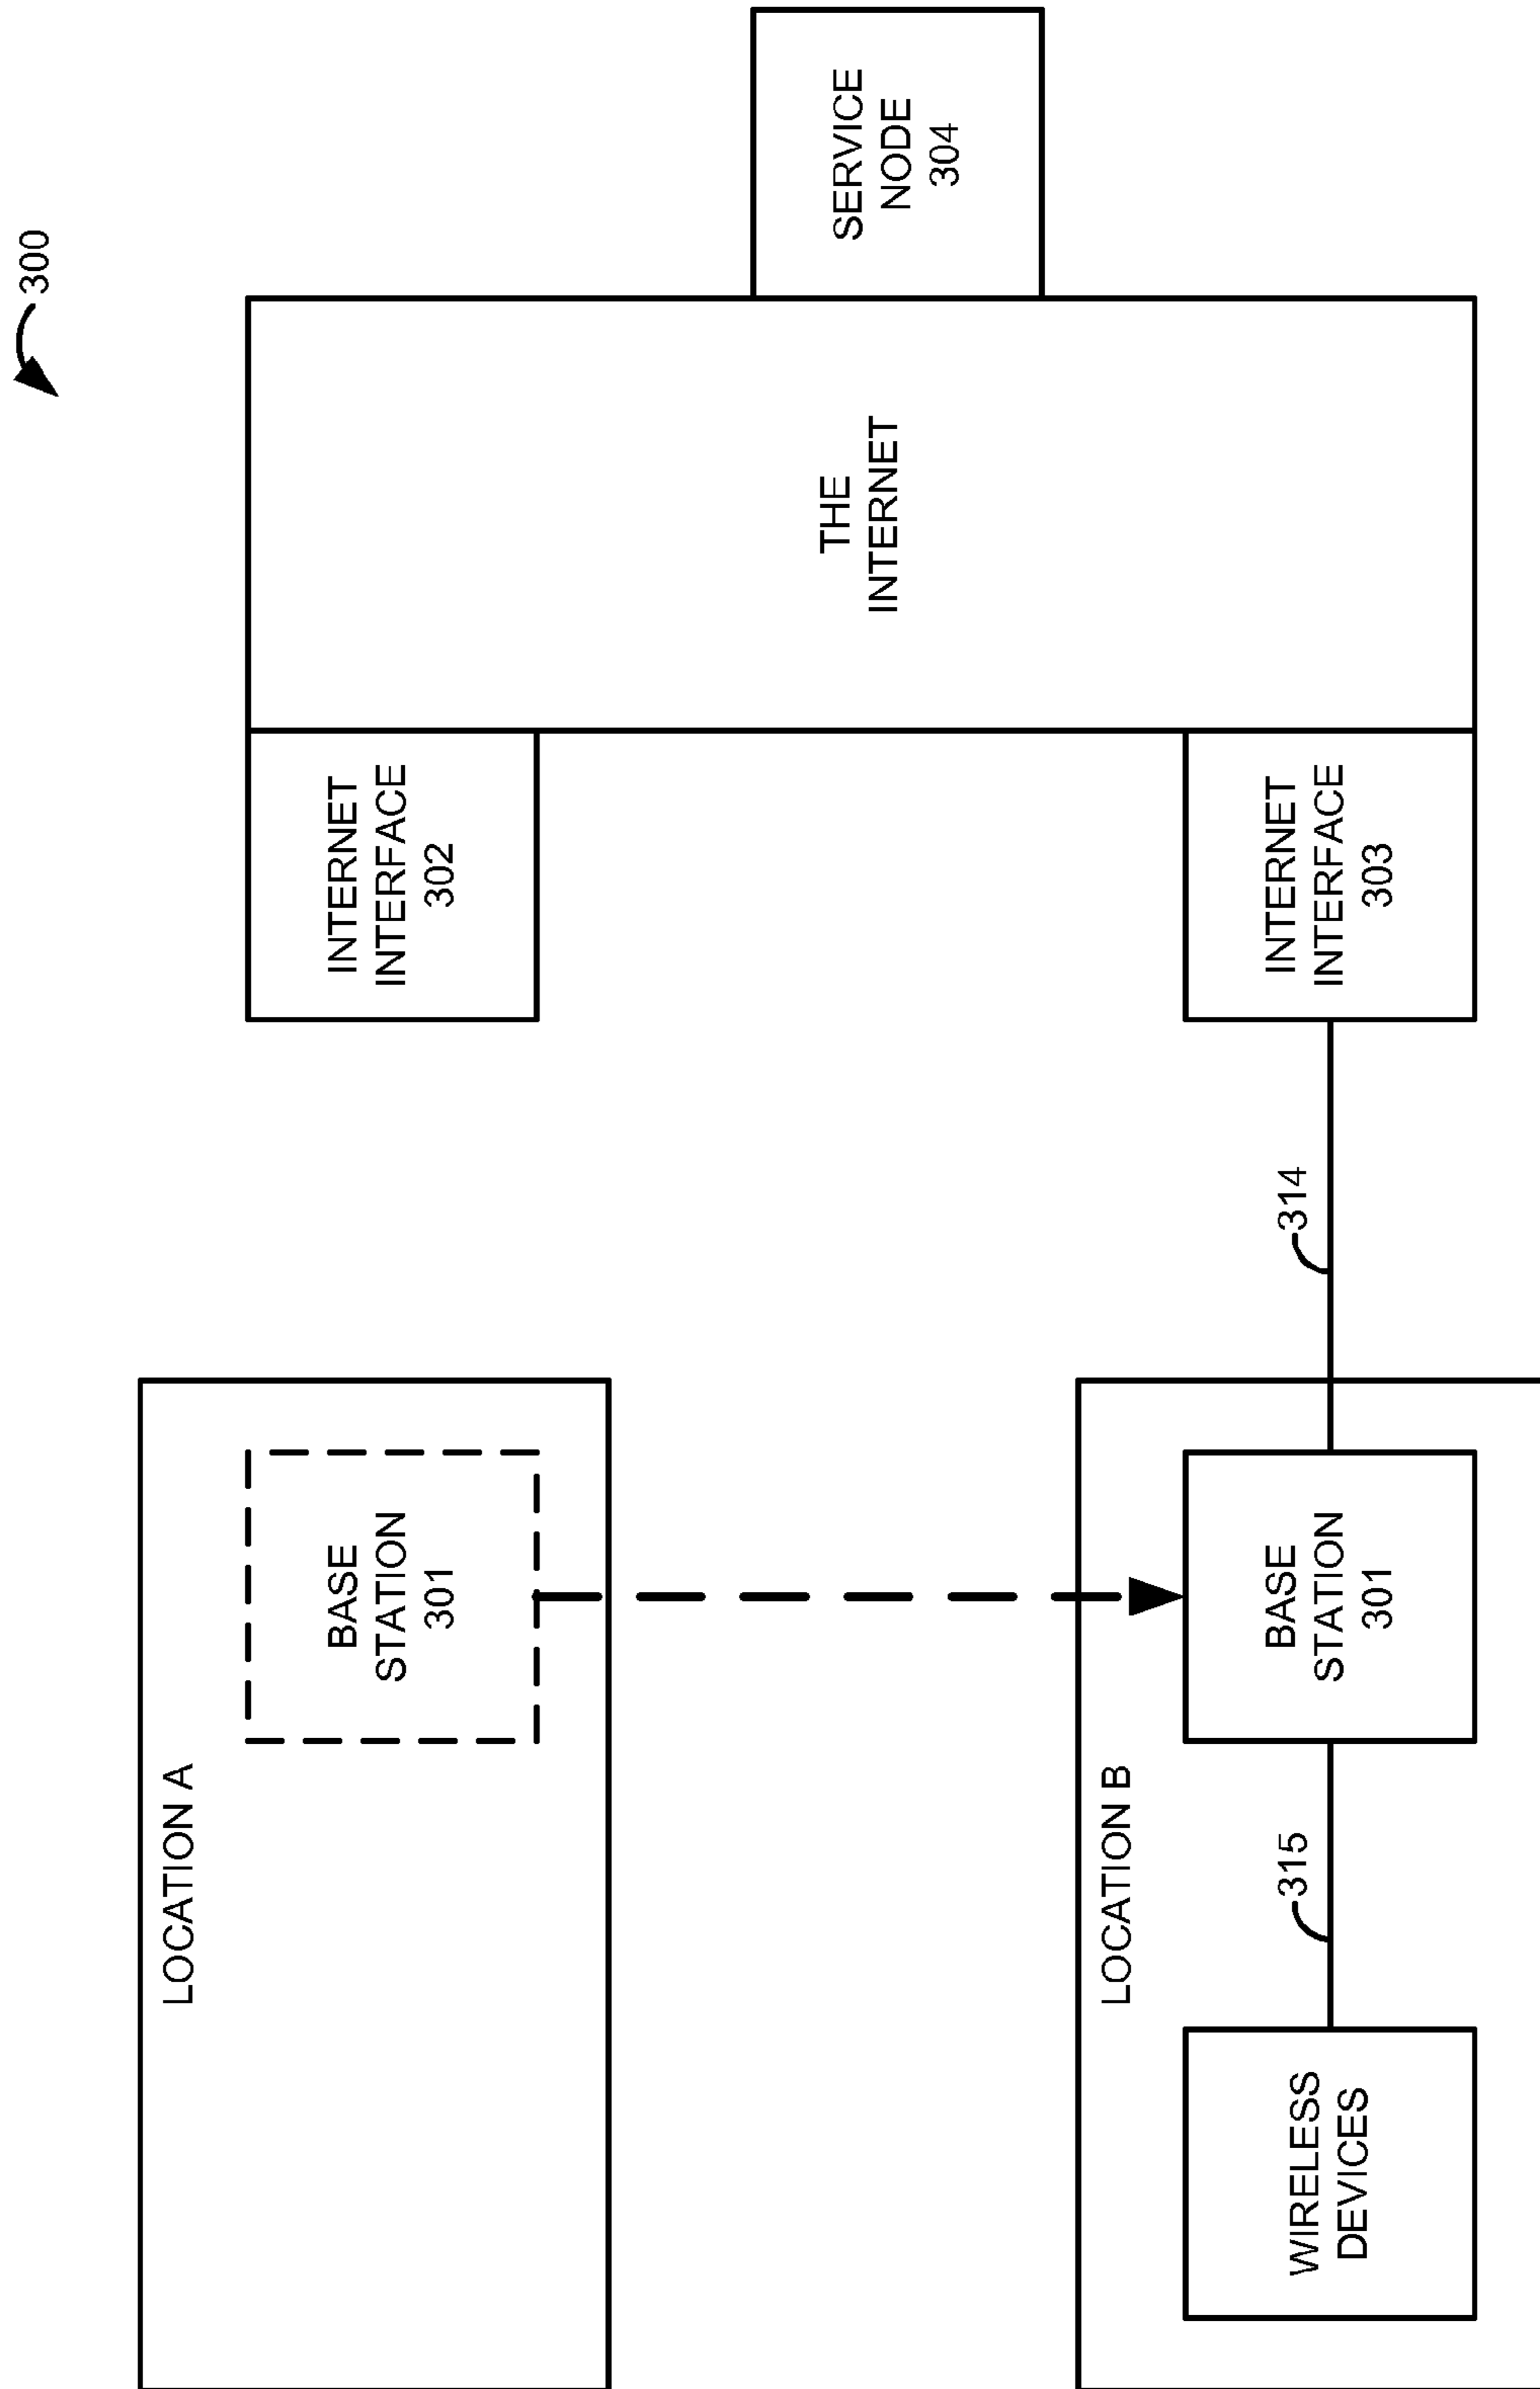 300
LOCATION A
BASE
STATION
301
INTERNET
INTERFACE
302
THE
INTERNET
SERVICE
NODE
304
LOCATION B
WIRELESS
DEVICES
315
BASE
STATION
301
314
INTERNET
INTERFACE
303